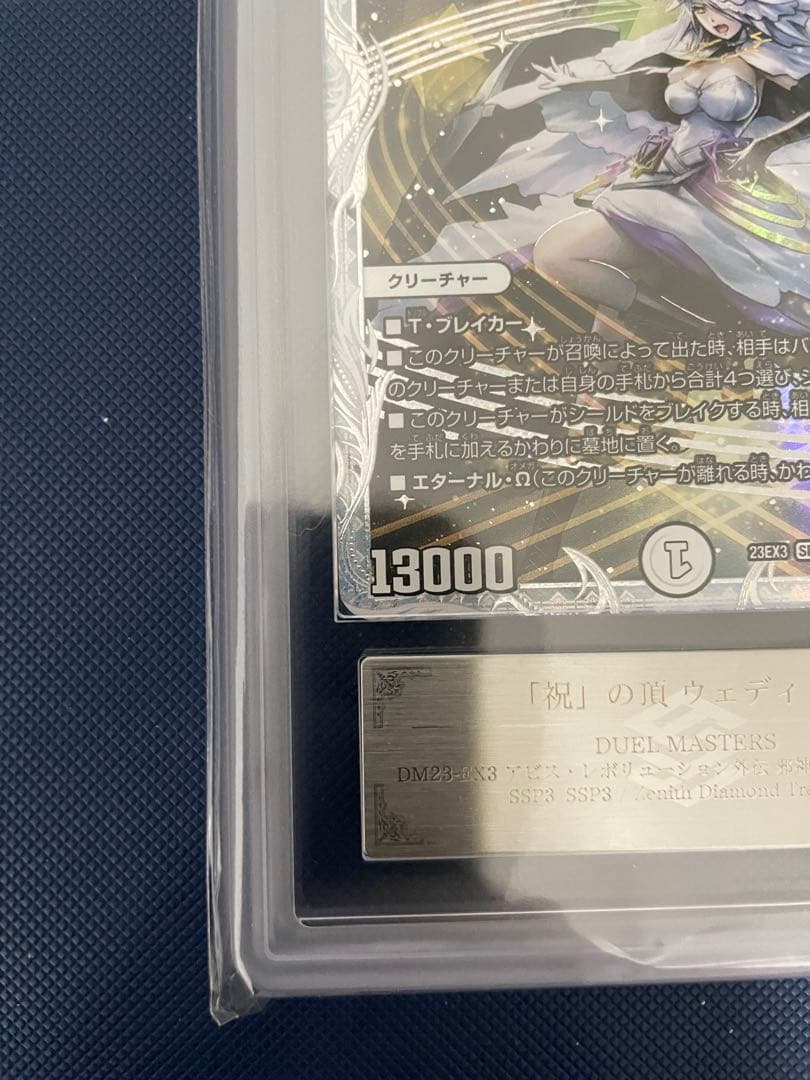 クリーチャー
■ T・ブレイカー
■ このクリーチャーが召喚によって出た時、相手はバ
のクリーチャーまたは自身の手札から合計4つ選び、シ
■ このクリーチャーがシールドをブレイクする時、相
を手札に加えるかわりに墓地に置く。
■ エターナル・Ω(このクリーチャーが離れる時、かわ
13000
1
23EX3
「祝」の頂 ウェディ
DUEL MASTERS
DM23-EX3 アビス・レボリューション外伝 邪神
SSP3 SSP3 / Zenith Diamond Tre